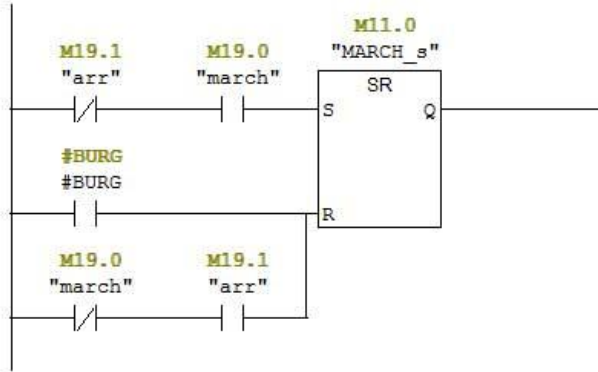 M11.0
M19.1 M19.0 "MARCH_s"
"arr" "march" SR
S Q
#BURG
#BURG
R
M19.0 M19.1
"march" "arr"